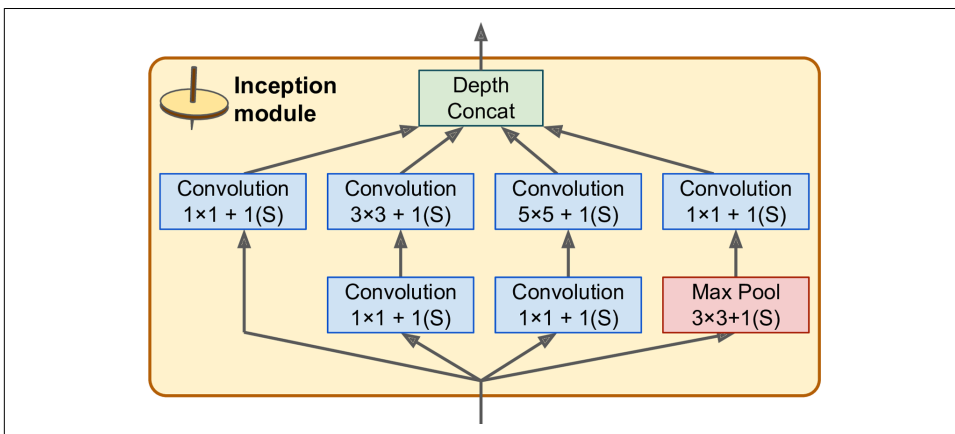 Inception
module
Depth
Concat
Convolution
1×1 + 1(S)
Convolution
3×3 + 1(S)
Convolution
5×5 + 1(S)
Convolution
1×1 + 1(S)
Convolution
1×1 + 1(S)
Convolution
1×1 + 1(S)
Max Pool
3×3+1(S)